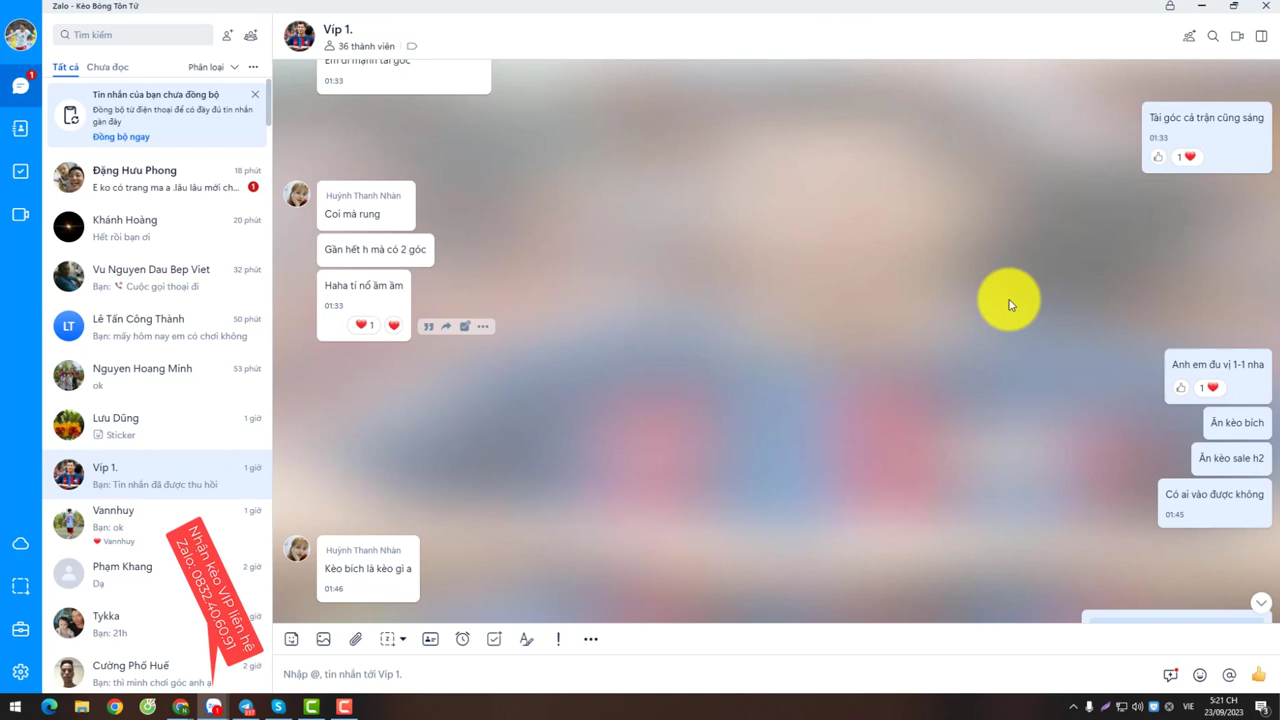 Zalo - Kèo Bóng Tôn Tử
Tìm kiếm
Tất cả
Chưa đọc
Phân loại
Tin nhắn của bạn chưa đồng bộ
Đồng bộ từ điện thoại để có đầy đủ tin nhắn
gần đây
Đồng bộ ngay
Đặng Hưu Phong
18 phút
E ko có trang ma a .lâu lâu mới ch...
1
Khánh Hoàng
20 phút
Hết rồi bạn ơi
Vu Nguyen Dau Bep Viet
32 phút
Bạn: Cuộc gọi thoại đi
LT
Lê Tấn Công Thành
50 phút
Bạn: mấy hôm nay em có chơi không
Nguyen Hoang Minh
53 phút
ok
Lưu Dũng
1 giờ
Sticker
Víp 1.
1 giờ
Bạn: Tin nhắn đã được thu hồi
Vannhuy
1 giờ
Bạn: ok
Vannhuy
Phạm Khang
2 giờ
Dạ
Tykka
giờ
Bạn: 21h
Cường Phố Huế
2 giờ
Bạn: thì mình chơi góc anh ạ
Nhận kèo VIP liên hệ
Zalo: 0832.40.60.91
Víp 1.
36 thành viên
Em đi mạnh tài góc
01:33
Tài góc cả trận cũng sáng
01:33
1
Huỳnh Thanh Nhàn
Coi mà rung
Gần hết h mà có 2 góc
Haha tí nổ ầm ầm
01:33
1
Anh em đu vị 1-1 nha
1
Ăn kèo bích
Ăn kèo sale h2
Có ai vào được không
01:45
Huỳnh Thanh Nhàn
Kèo bích là kèo gì a
01:46
Nhập @, tin nhắn tới Víp 1.
VIE
5:21 CH
23/09/2023